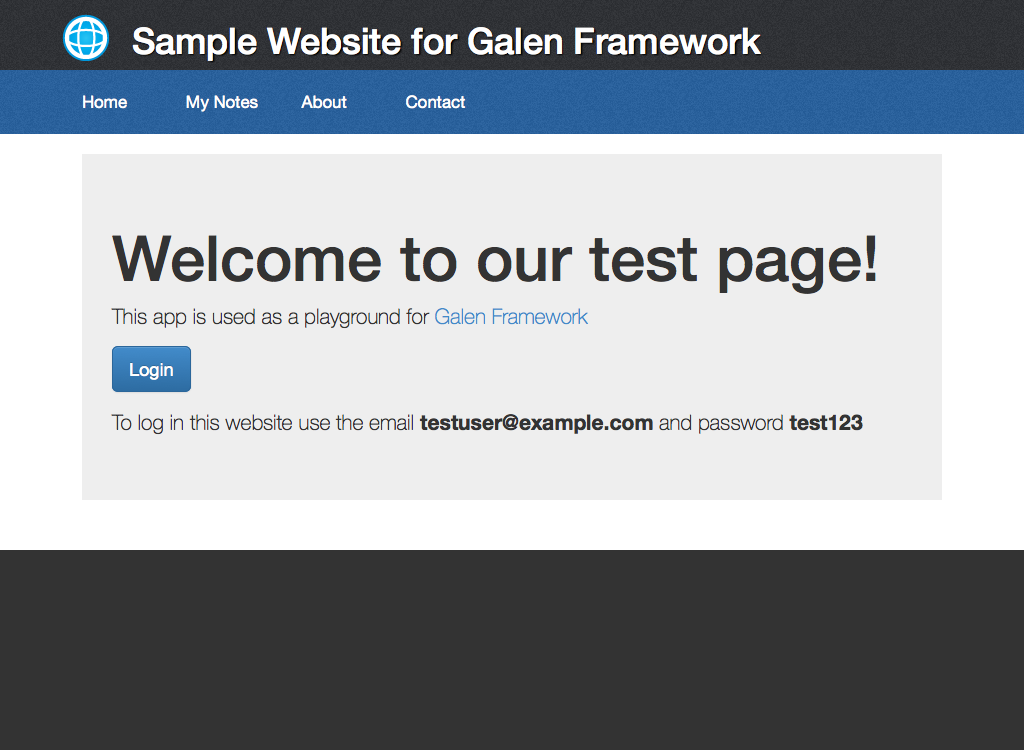 Sample Website for Galen Framework
Home My Notes About Contact
Welcome to our test page!
This app is used as a playground for Galen Framework
Login
To log in this website use the email testuser@example.com and password test123